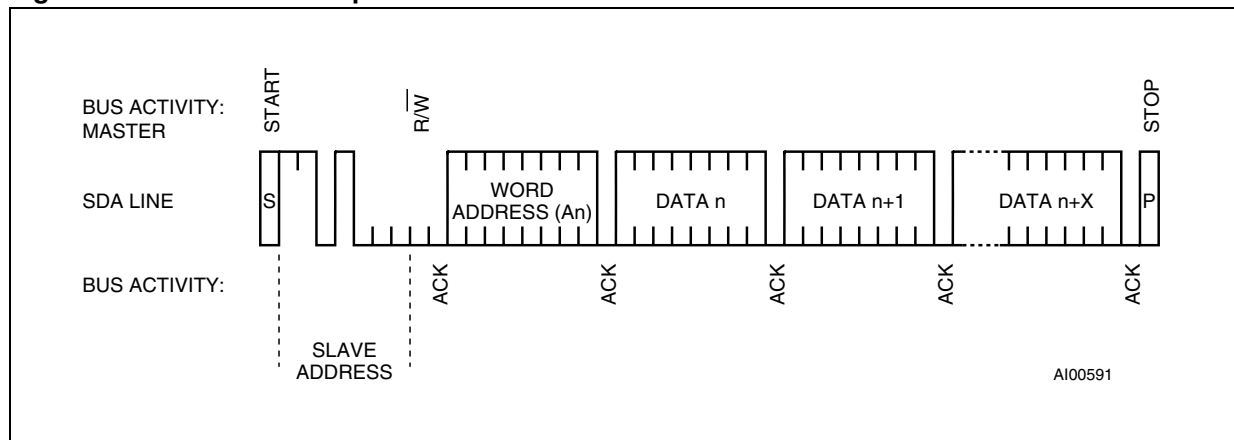 BUS ACTIVITY:
MASTER
START
R/W
STOP
SDA LINE
S
WORD
ADDRESS (An)
DATA n
DATA n+1
DATA n+X
P
BUS ACTIVITY:
ACK
ACK
ACK
ACK
ACK
SLAVE
ADDRESS
AI00591